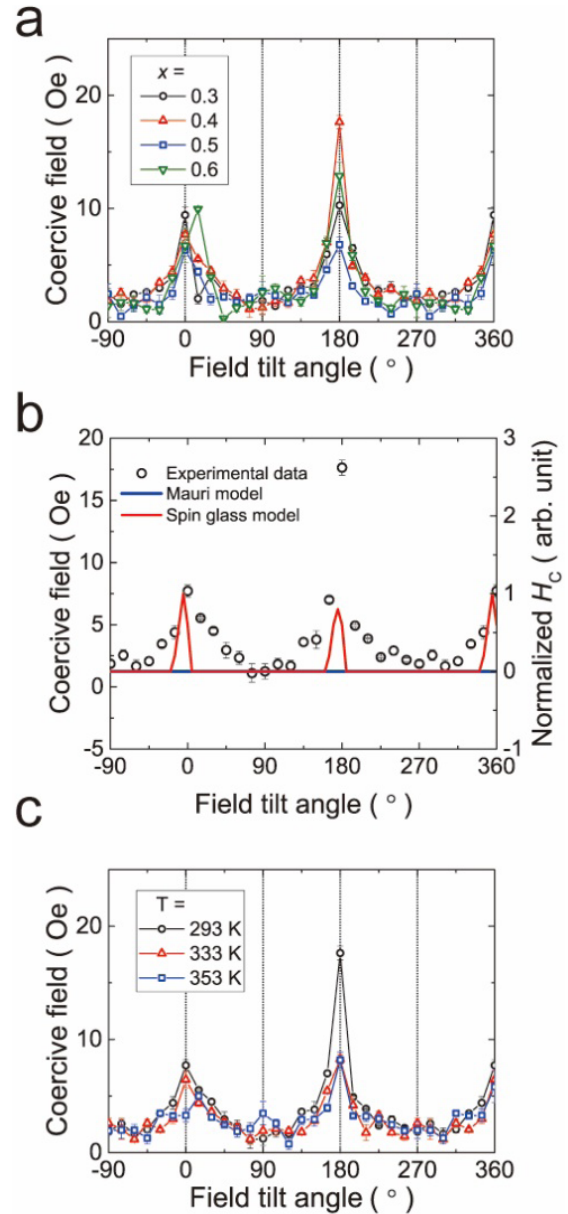 a
Coercive field ( Oe )
20
10
0
x =
0.3
0.4
0.5
0.6
-90 0 90 180 270 360
Field tilt angle ( ° )
b
Coercive field ( Oe )
20
15
10
5
0
-5
Experimental data
Mauri model
Spin glass model
3
2
1
0
-1
Normalized H_C ( arb. unit )
-90 0 90 180 270 360
Field tilt angle ( ° )
c
Coercive field ( Oe )
20
10
0
T =
293 K
333 K
353 K
-90 0 90 180 270 360
Field tilt angle ( ° )